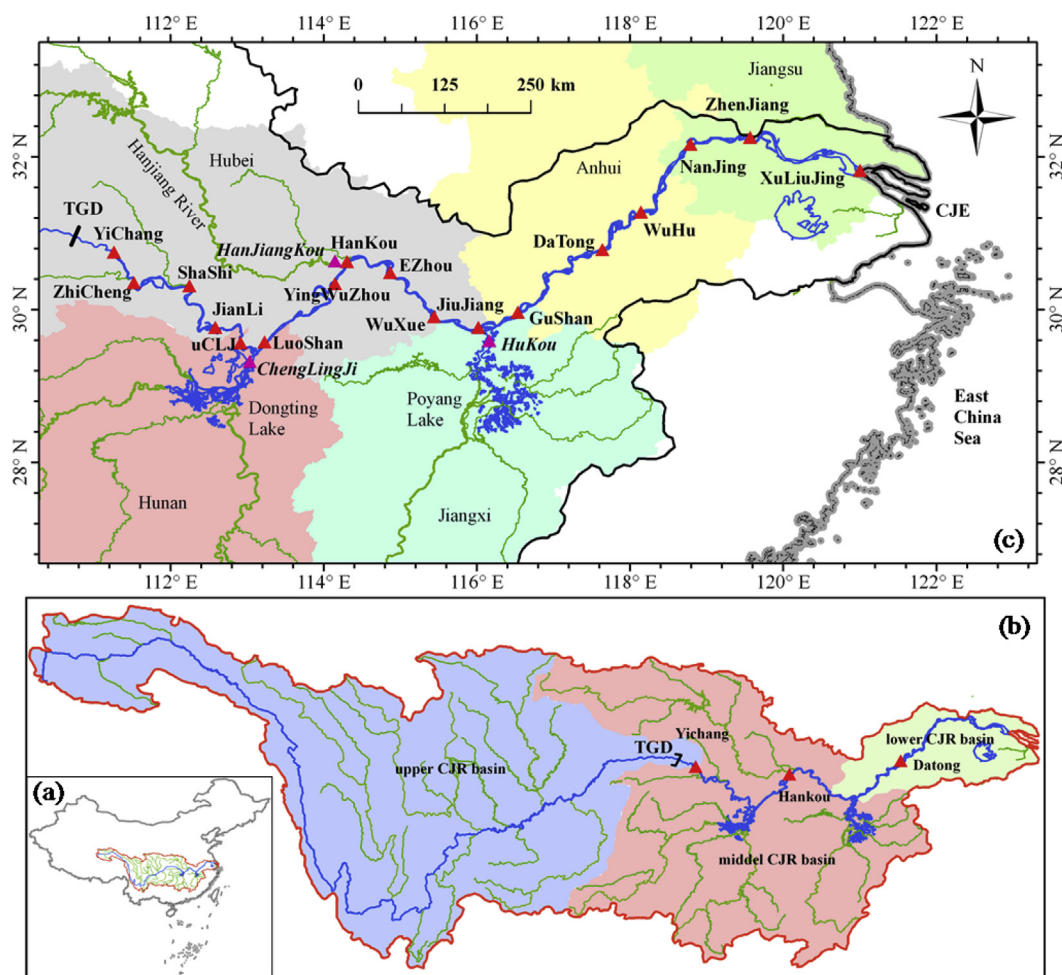 112 °E
114 °E
116 °E
118 °E
120 °E
122 °E
32 °N
30 °N
28 °N
0 125 250 km
N
Jiangsu
ZhenJiang
Hanjiang River
Hubei
Anhui
NanJing
XuLiuJing
TGD
YiChang
HanJiangKou
HanKou
CJE
WuHu
DaTong
ShaShi
EZhou
ZhiCheng
JianLi
YingWuZhou
JiuJiang
GuShan
WuXue
uCLJ
LuoShan
HuKou
ChengLingJi
Dongting
Lake
Poyang
Lake
East
China
Sea
Hunan
Jiangxi
(c)
32 °N
30 °N
28 °N
112 °E
114 °E
116 °E
118 °E
120 °E
122 °E
(b)
Yichang
TGD
lower CJR basin
Datong
upper CJR basin
Hankou
middel CJR basin
(a)